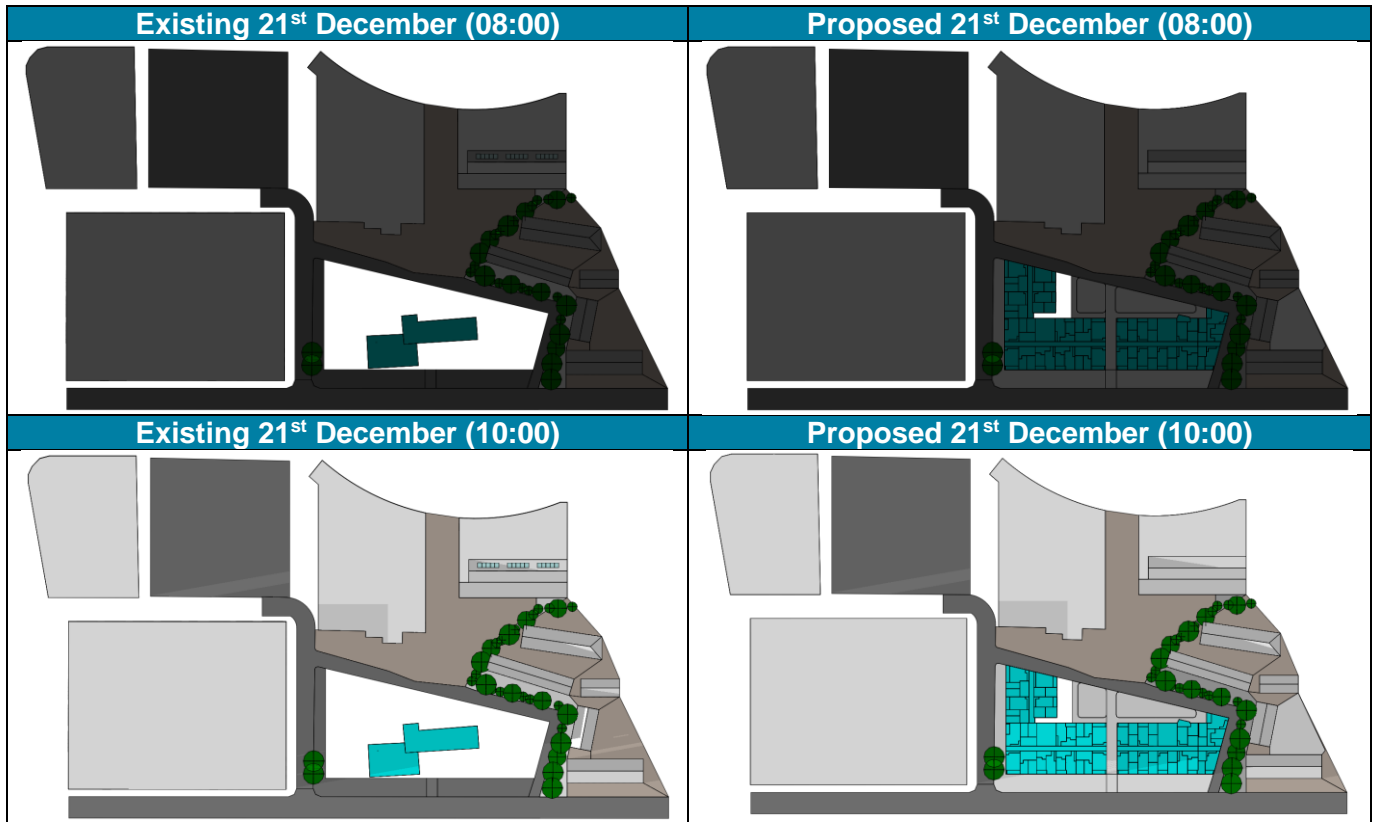 Existing 21st December (08:00)
Proposed 21st December (08:00)
Existing 21st December (10:00)
Proposed 21st December (10:00)